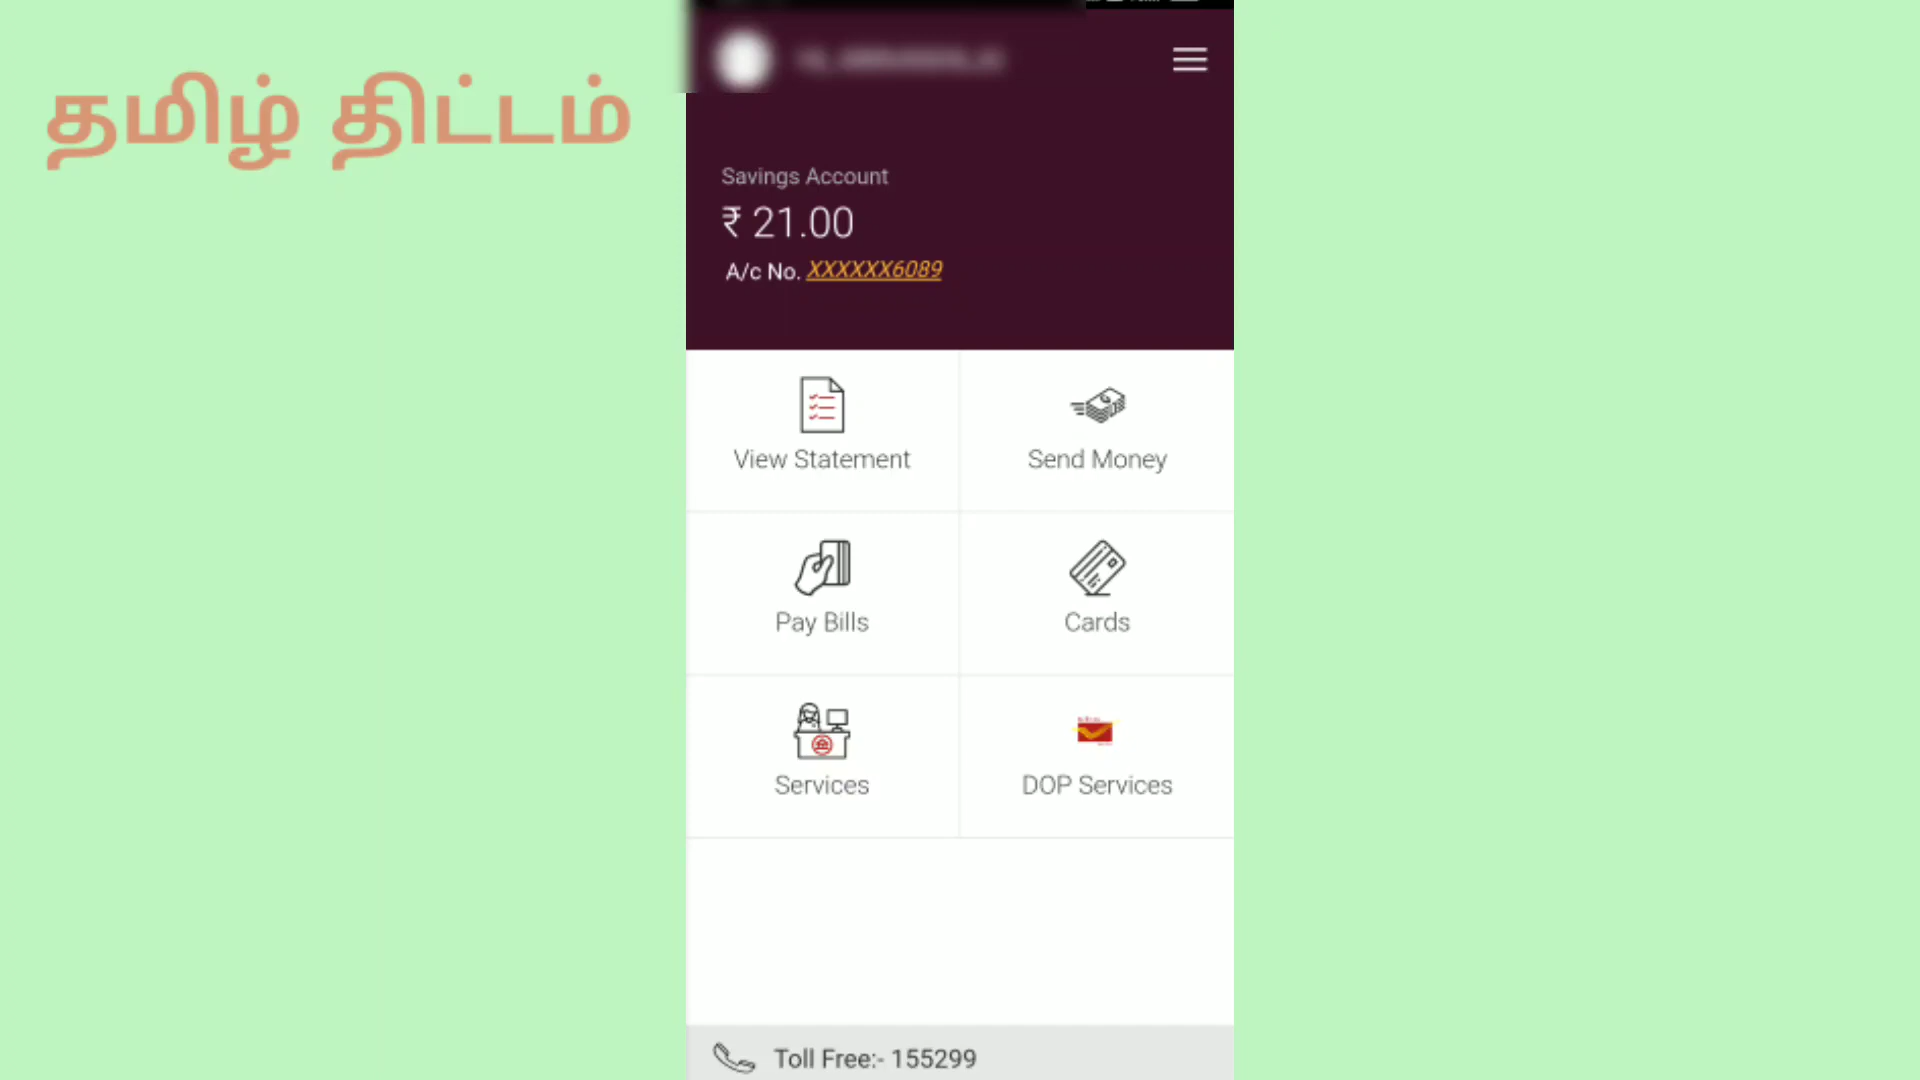 தமிழ் திட்டம்
Savings Account
₹ 21.00
A/c No. XXXXXX6089
View Statement
Send Money
Pay Bills
Cards
Services
DOP Services
Toll Free:- 155299